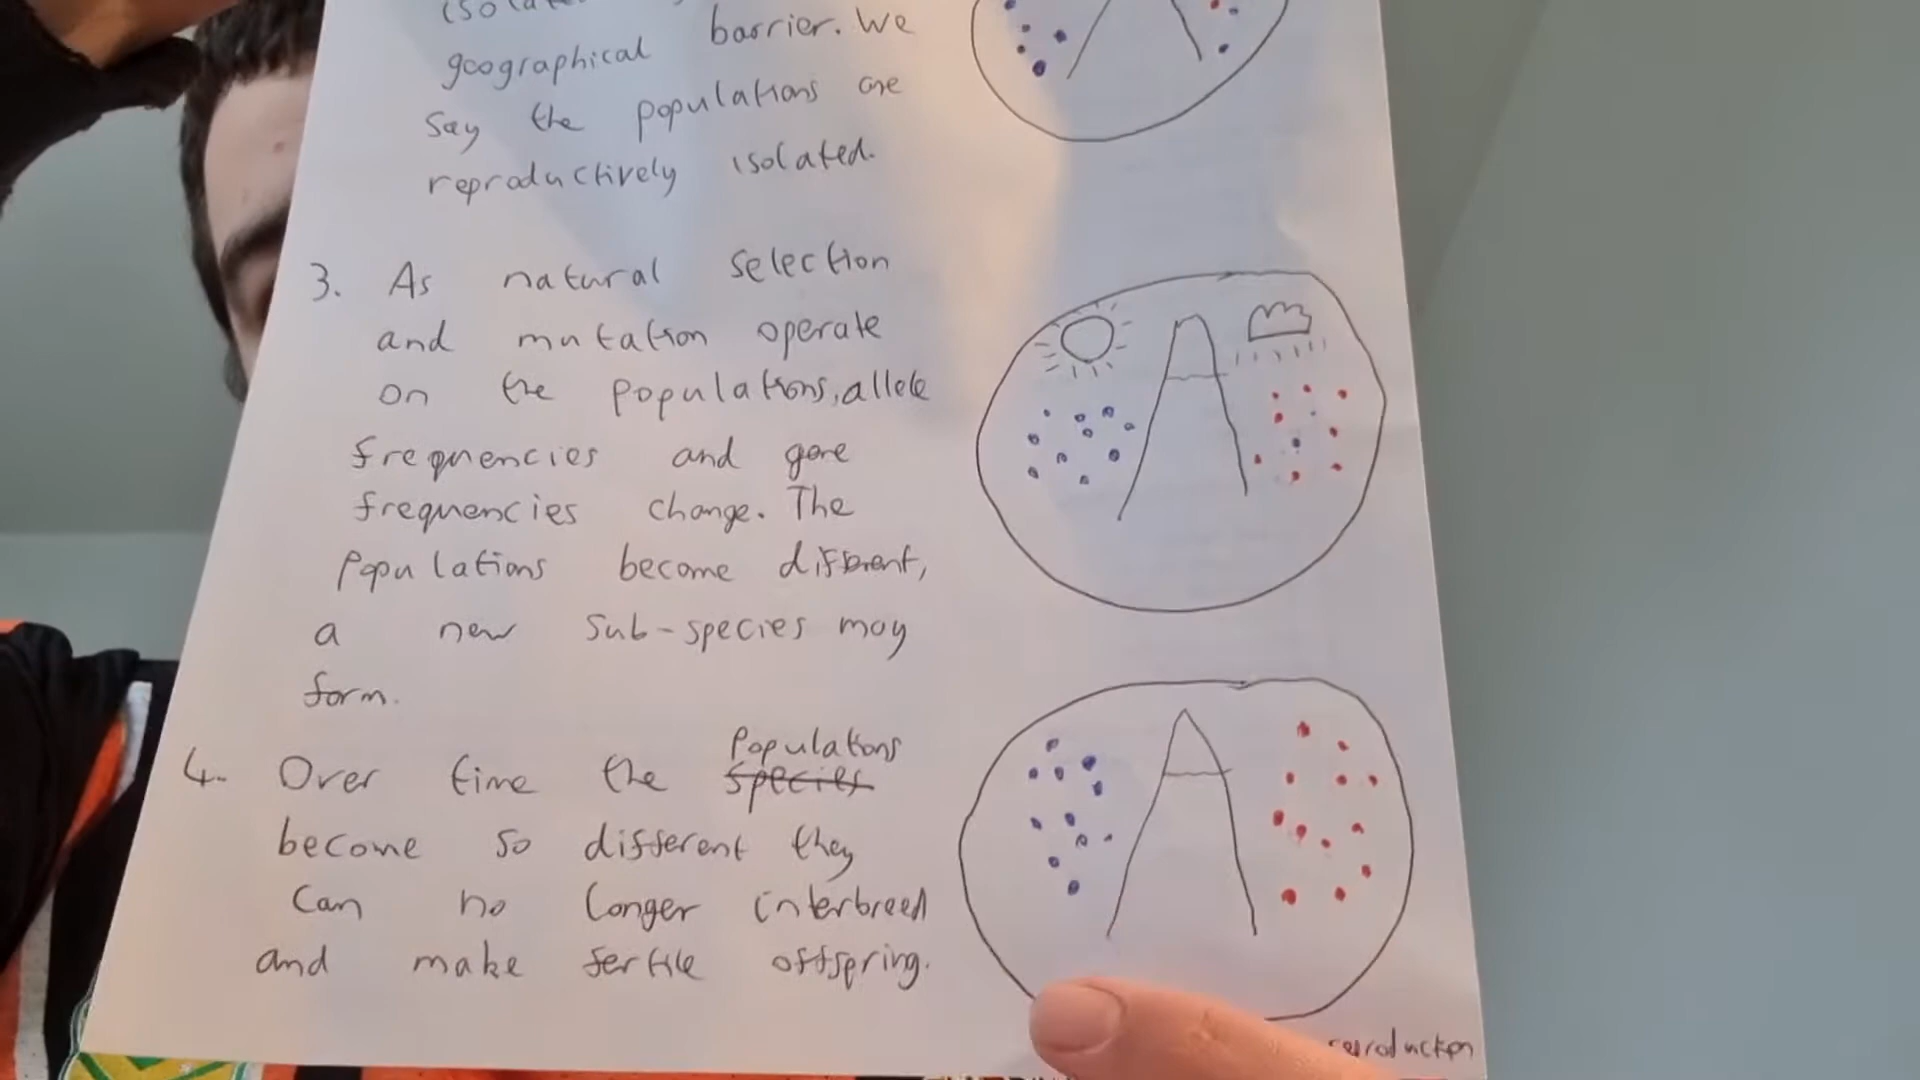 geographical barrier. We
say the populations are
reproductively isolated.
3. As natural selection
and mutation operate
on the populations, allele
frequencies and gene
frequencies change. The
populations become different,
a new sub-species may
form.
4. Over time the populations
species
become so different they
can no longer interbreed
and make fertile offspring.
reproduction